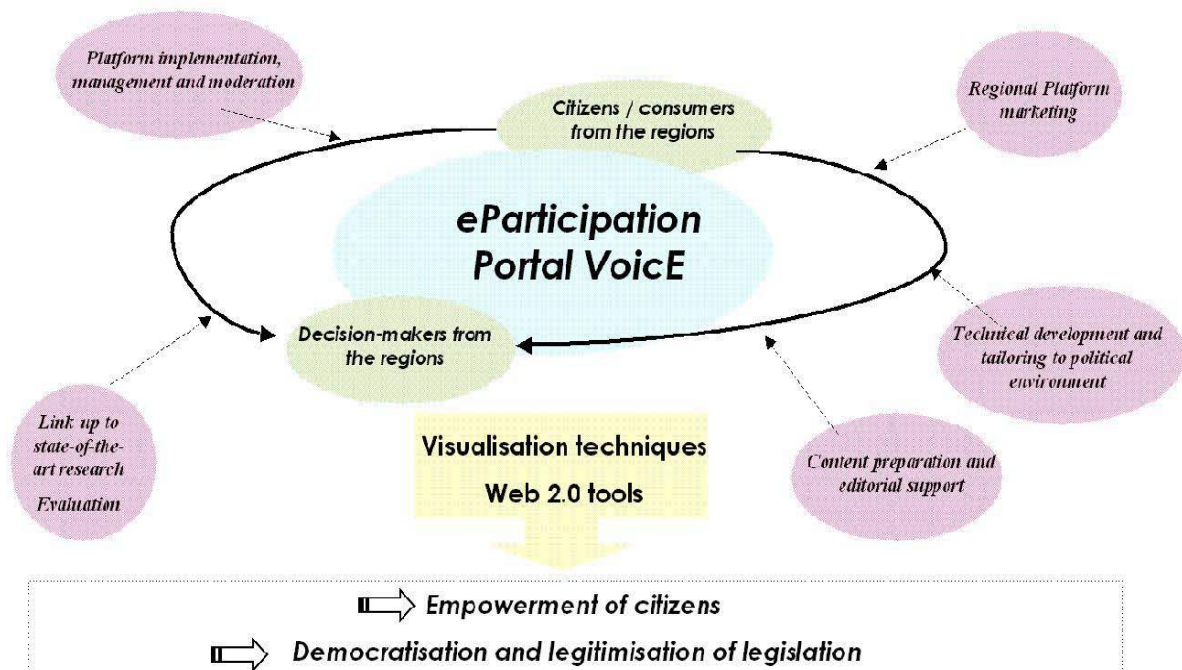 Platform implementation,
management and moderation
Citizens / consumers
from the regions
Regional Platform
marketing
eParticipation
Portal VoicE
Decision-makers from
the regions
Technical development and
tailoring to political
environment
Link up to
state-of-the-
art research
Evaluation
Content preparation and
editorial support
Visualisation techniques
Web 2.0 tools
Empowerment of citizens
Democratisation and legitimisation of legislation